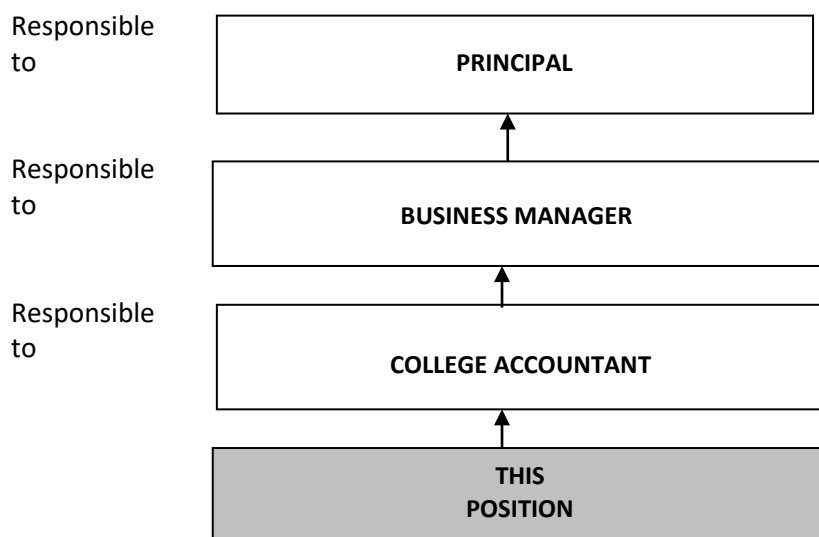 Responsible
to
PRINCIPAL
Responsible
to
BUSINESS MANAGER
Responsible
to
COLLEGE ACCOUNTANT
THIS
POSITION